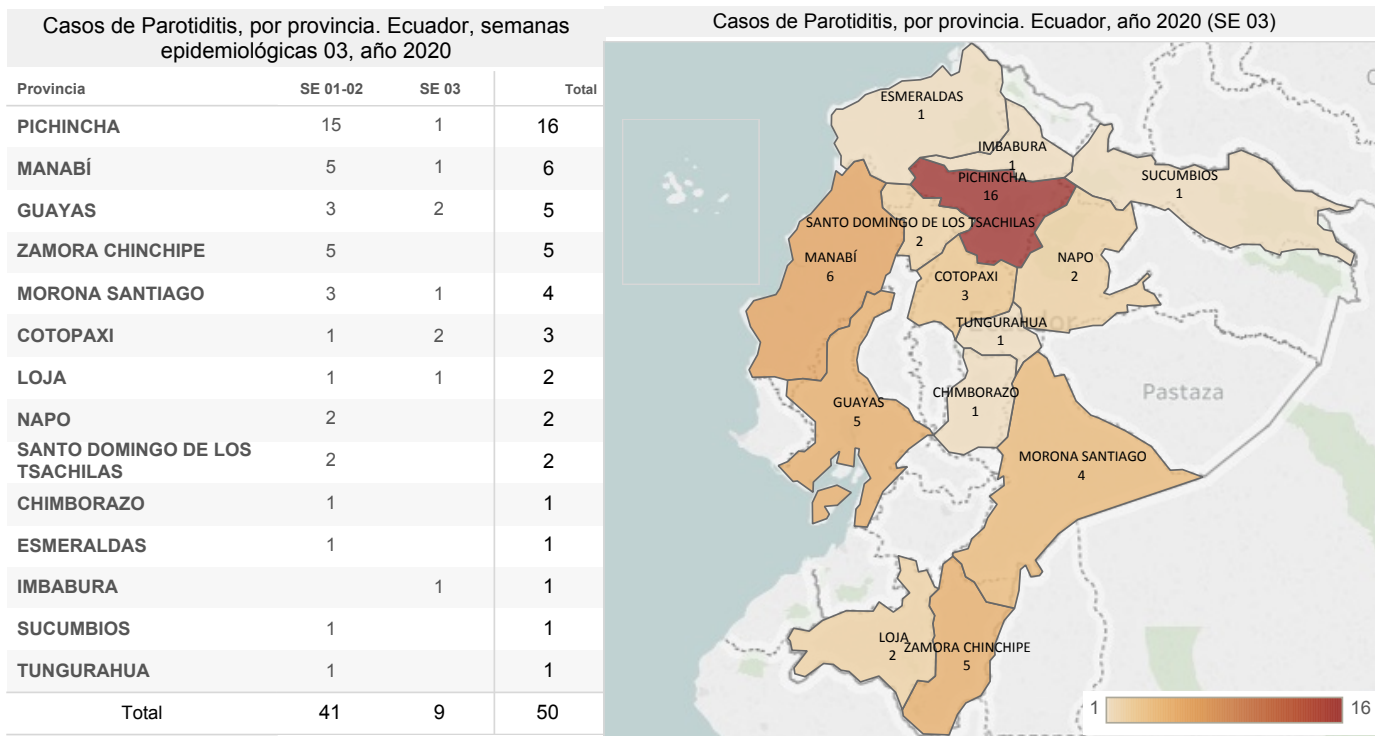 Casos de Parotiditis, por provincia. Ecuador, semanas
epidemiológicas 03, año 2020
Provincia SE 01-02 SE 03 Total
PICHINCHA 15 1 16
MANABÍ 5 1 6
GUAYAS 3 2 5
ZAMORA CHINCHIPE 5 5
MORONA SANTIAGO 3 1 4
COTOPAXI 1 2 3
LOJA 1 1 2
NAPO 2 2
SANTO DOMINGO DE LOS
TSACHILAS 2 2
CHIMBORAZO 1 1
ESMERALDAS 1 1
IMBABURA 1 1
SUCUMBIOS 1 1
TUNGURAHUA 1 1
Total 41 9 50
Casos de Parotiditis, por provincia. Ecuador, año 2020 (SE 03)
ESMERALDAS
1
IMBABURA
1
PICHINCHA
16
SUCUMBIOS
1
SANTO DOMINGO DE LOS TSACHILAS
2
MANABÍ
6
COTOPAXI
3
NAPO
2
Ecuador
TUNGURAHUA
1
Pastaza
CHIMBORAZO
1
GUAYAS
5
MORONA SANTIAGO
4
LOJA
2
ZAMORA CHINCHIPE
5
1 16